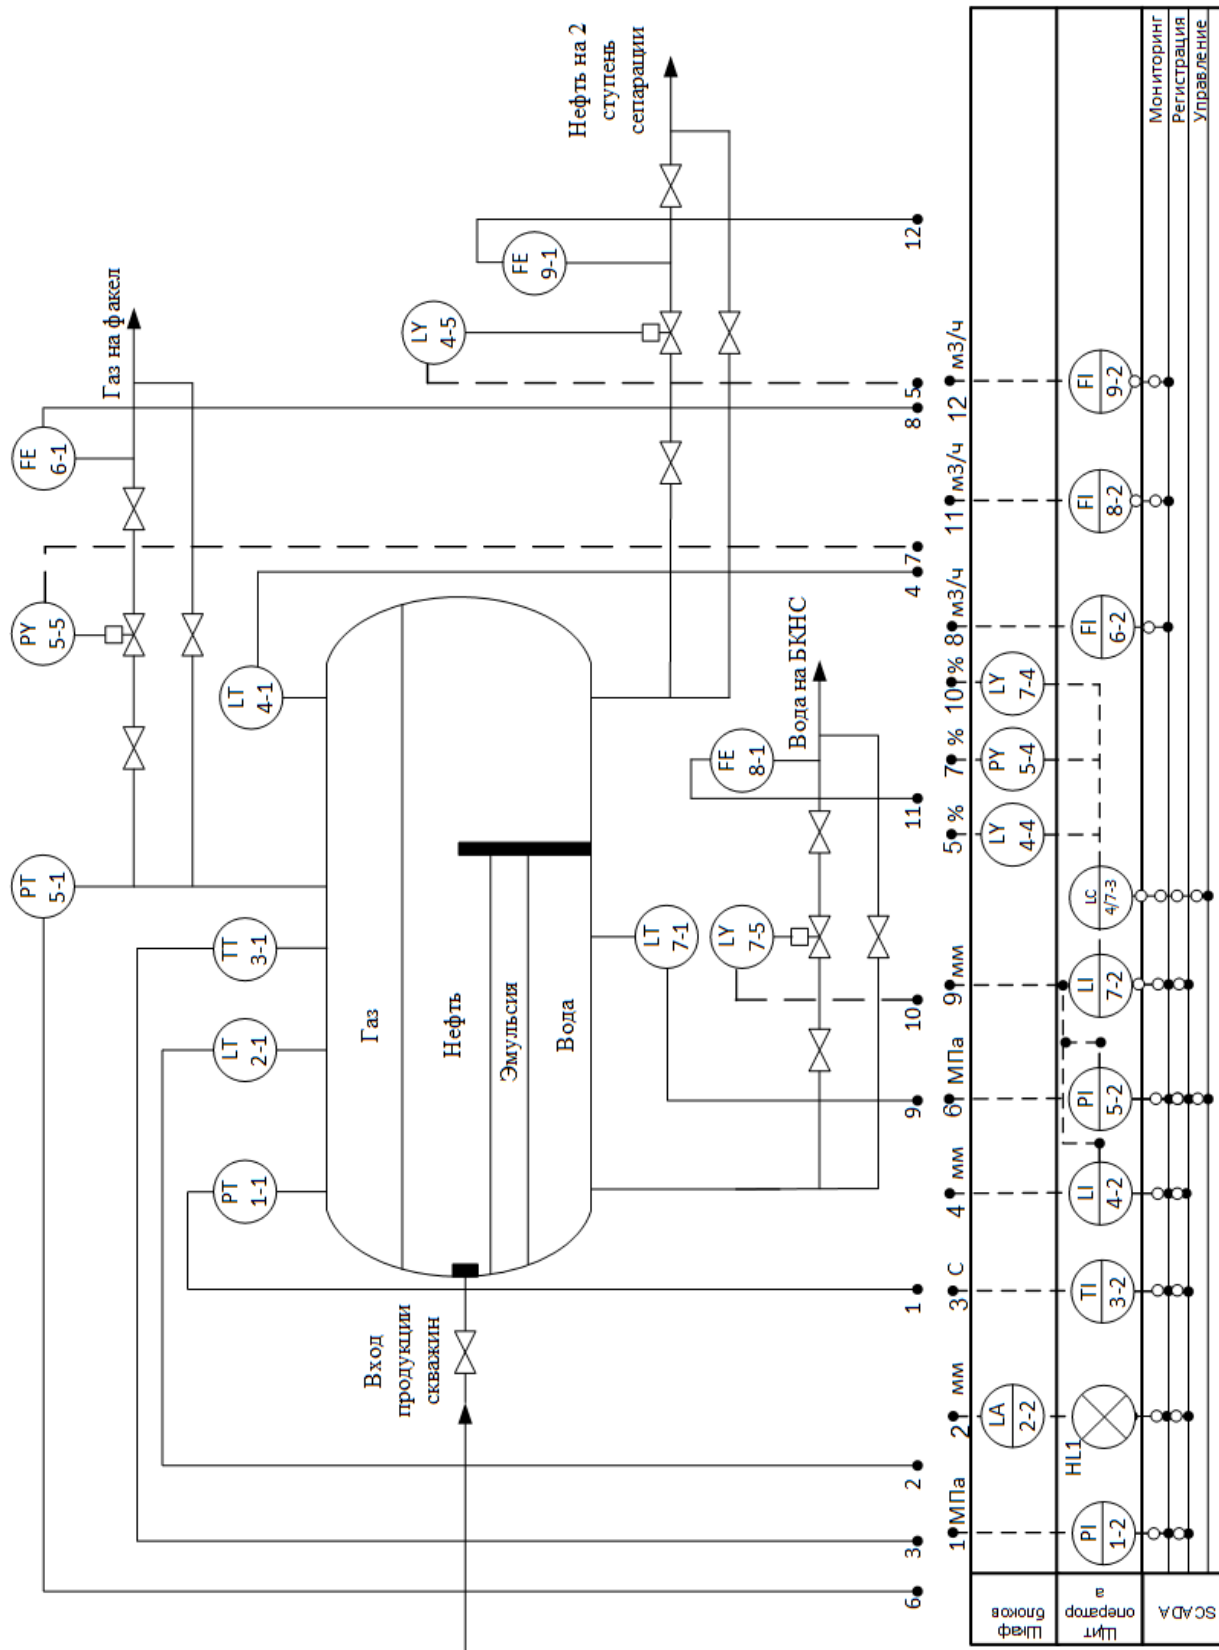 Газ на факел
Нефть на 2
ступень
сепарации
Вода на БКНС
Вход
продукции
скважин
Газ
Нефть
Эмульсия
Вода
PT
5-1
TT
3-1
LT
2-1
PT
1-1
LT
4-1
PY
5-5
FE
6-1
LY
4-5
FE
9-1
FE
8-1
LT
7-1
LY
7-5
6
3
2
1
9
10
11
4
7
8
5
12
1 МПа
2 мм
3 С
4 мм
6 МПа
9 мм
5 %
7 %
10 %
8 м3/ч
11 м3/ч
12 м3/ч
Шкаф
блоков
LA
2-2
LY
4-4
PY
5-4
LY
7-4
Щит
оператор
а
PI
1-2
HL1
TI
3-2
LI
4-2
PI
5-2
LI
7-2
LC
4/7-3
FI
6-2
FI
8-2
FI
9-2
SCADA
Мониторинг
Регистрация
Управление